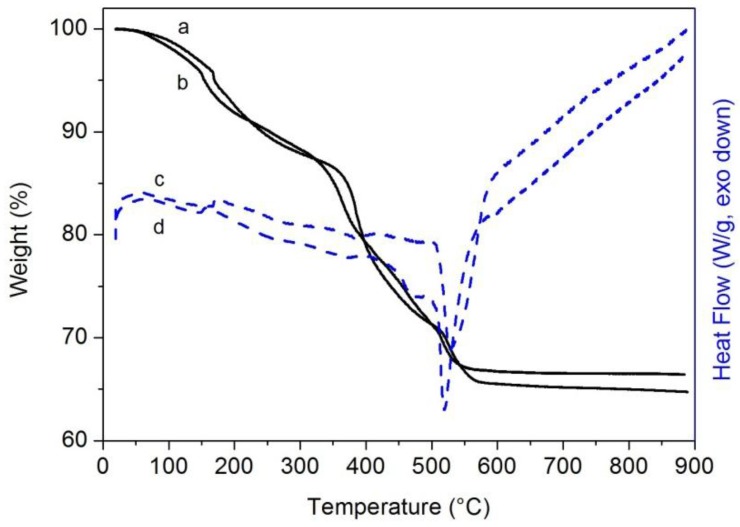 100
90
80
70
60
Weight (%)
a
b
c
d
0 100 200 300 400 500 600 700 800 900
Temperature (°C)
Heat Flow (W/g, exo down)